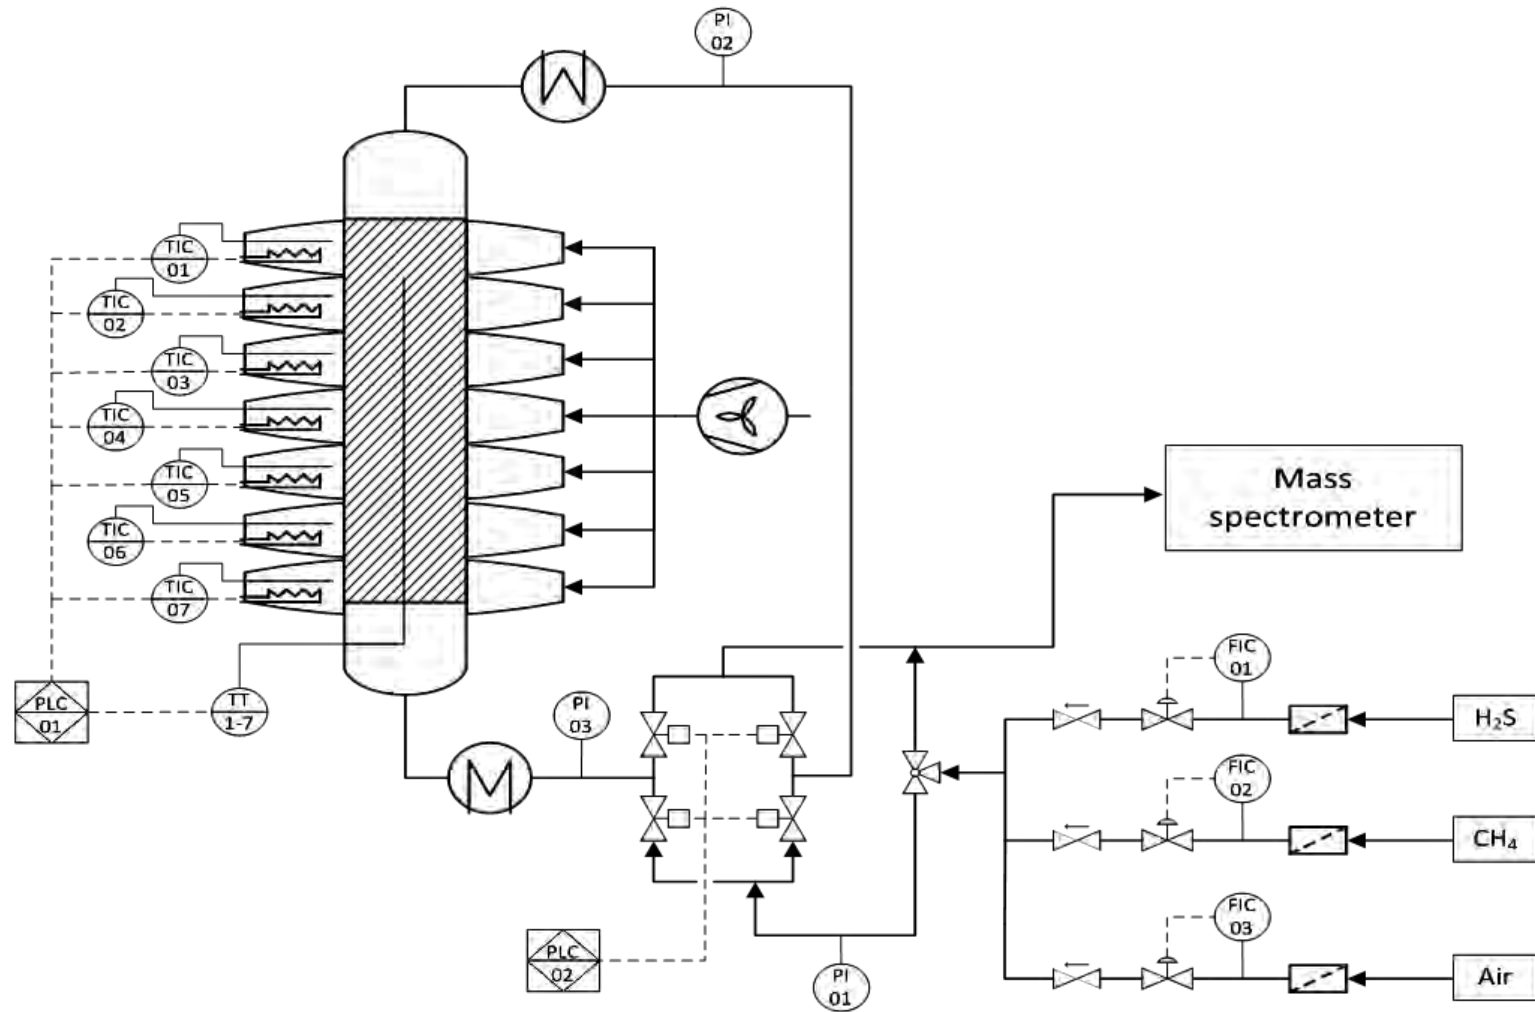 PI
02
TIC
01
TIC
02
TIC
03
TIC
04
TIC
05
TIC
06
TIC
07
PLC
01
TT
1-7
PI
03
Mass
spectrometer
FIC
01
H₂S
FIC
02
CH₄
FIC
03
Air
PLC
02
PI
01